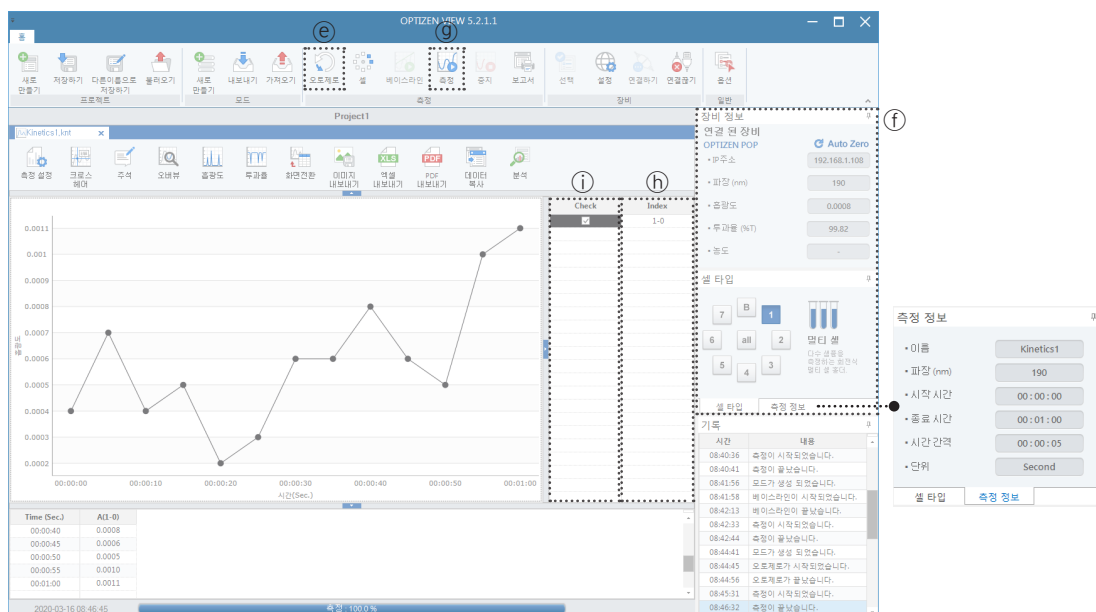 OPTIZEN VIEW 5.2.1.1
홈
ⓔ
ⓖ
새로 만들기
저장하기
다른이름으로 저장하기
불러오기
새로 만들기
내보내기
가져오기
오토제로
셀
베이스라인
측정
중지
보고서
선택
설정
연결하기
연결끊기
옵션
프로젝트
모드
측정
장비
일반
Project1
Kinetics1.knt
x
측정 설정
크로스 헤어
주석
오버뷰
흡광도
투과율
화면전환
이미지 내보내기
XLS
엑셀 내보내기
PDF
PDF 내보내기
데이터 복사
분석
ⓘ
ⓗ
Check
Index
1-0
흡광도
0.0011
0.001
0.0009
0.0008
0.0007
0.0006
0.0005
0.0004
0.0003
0.0002
00:00:00
00:00:10
00:00:20
00:00:30
00:00:40
00:00:50
00:01:00
시간(Sec.)
Time (Sec.) A(1-0)
00:00:40 0.0008
00:00:45 0.0006
00:00:50 0.0005
00:00:55 0.0010
00:01:00 0.0011
2020-03-16 08:46:45
측정 : 100.0 %
ⓕ
장비 정보
연결 된 장비
OPTIZEN POP
Auto Zero
• IP주소 192.168.1.108
• 파장 (nm) 190
• 흡광도 0.0008
• 투과율 (%T) 99.82
• 농도 -
셀 타입
7 B 1
6 all 2
5 4 3
멀티 셀
다수 샘플을
측정하는 회전식
멀티 셀 홀더
셀 타입 측정 정보
기록
시간 내용
08:40:36 측정이 시작되었습니다.
08:40:41 측정이 끝났습니다.
08:41:56 모드가 생성 되었습니다.
08:41:58 베이스라인이 시작되었습니다.
08:42:13 베이스라인이 끝났습니다.
08:42:33 측정이 시작되었습니다.
08:42:44 측정이 끝났습니다.
08:44:41 모드가 생성 되었습니다.
08:44:45 오토제로가 시작되었습니다.
08:44:56 오토제로가 끝났습니다.
08:45:31 측정이 시작되었습니다.
08:46:32 측정이 끝났습니다.
측정 정보
• 이름 Kinetics1
• 파장 (nm) 190
• 시작 시간 00 : 00 : 00
• 종료 시간 00 : 01 : 00
• 시간 간격 00 : 00 : 05
• 단위 Second
셀 타입 측정 정보